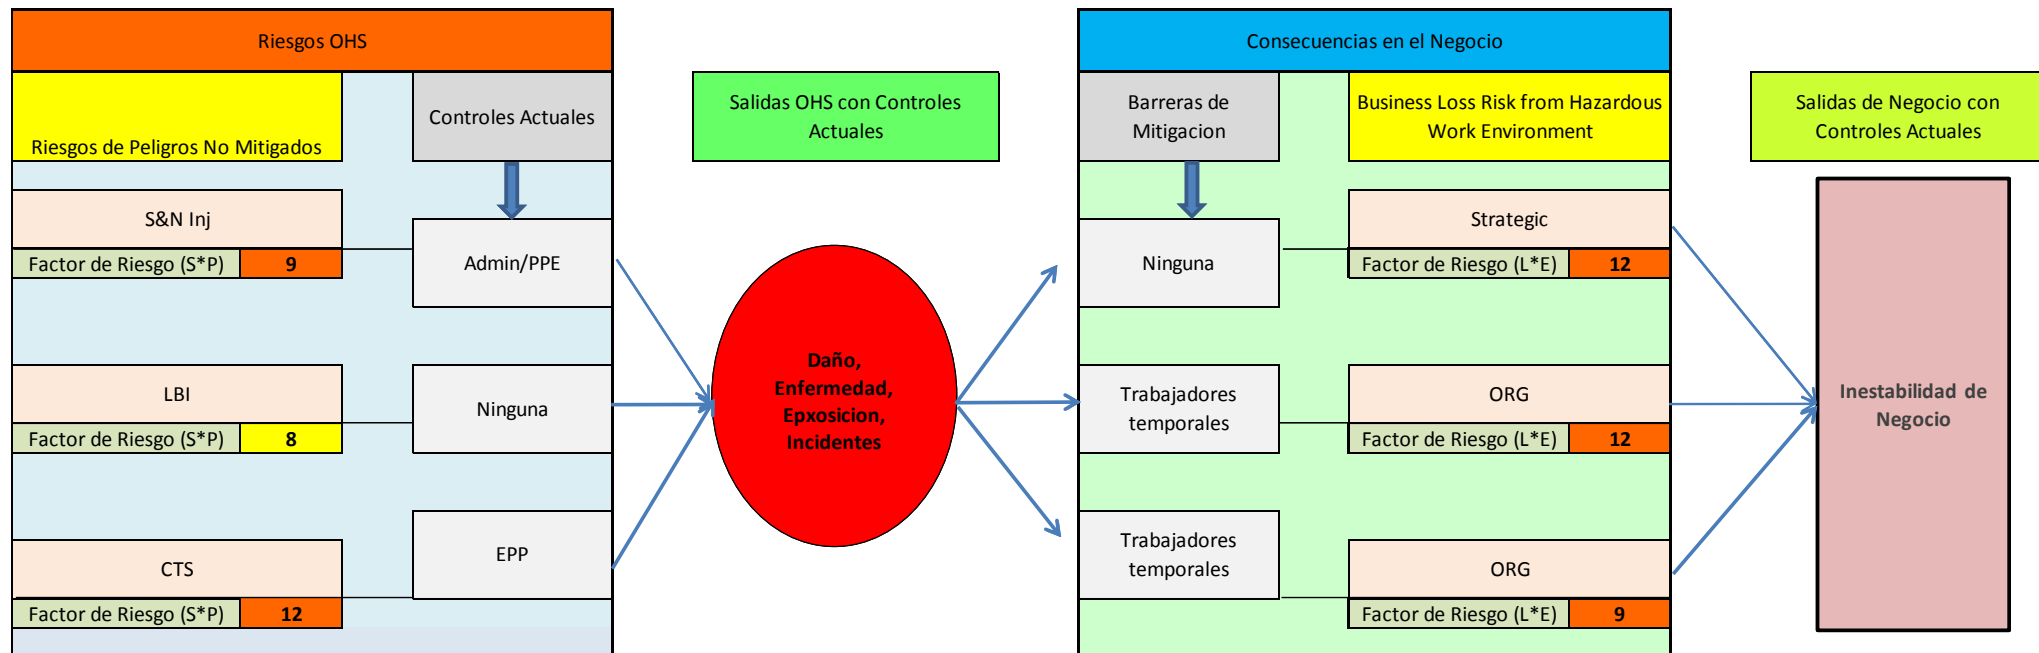 Riesgos OHS
Consecuencias en el Negocio
Riesgos de Peligros No Mitigados
Controles Actuales
Salidas OHS con Controles
Actuales
Barreras de
Mitigacion
Business Loss Risk from Hazardous
Work Environment
Salidas de Negocio con
Controles Actuales
S&N Inj
Factor de Riesgo (S*P) 9
Admin/PPE
Ninguna
Strategic
Factor de Riesgo (L*E) 12
LBI
Factor de Riesgo (S*P) 8
Ninguna
Daño,
Enfermedad,
Epxosicion,
Incidentes
Trabajadores
temporales
ORG
Factor de Riesgo (L*E) 12
Inestabilidad de
Negocio
CTS
Factor de Riesgo (S*P) 12
EPP
Trabajadores
temporales
ORG
Factor de Riesgo (L*E) 9